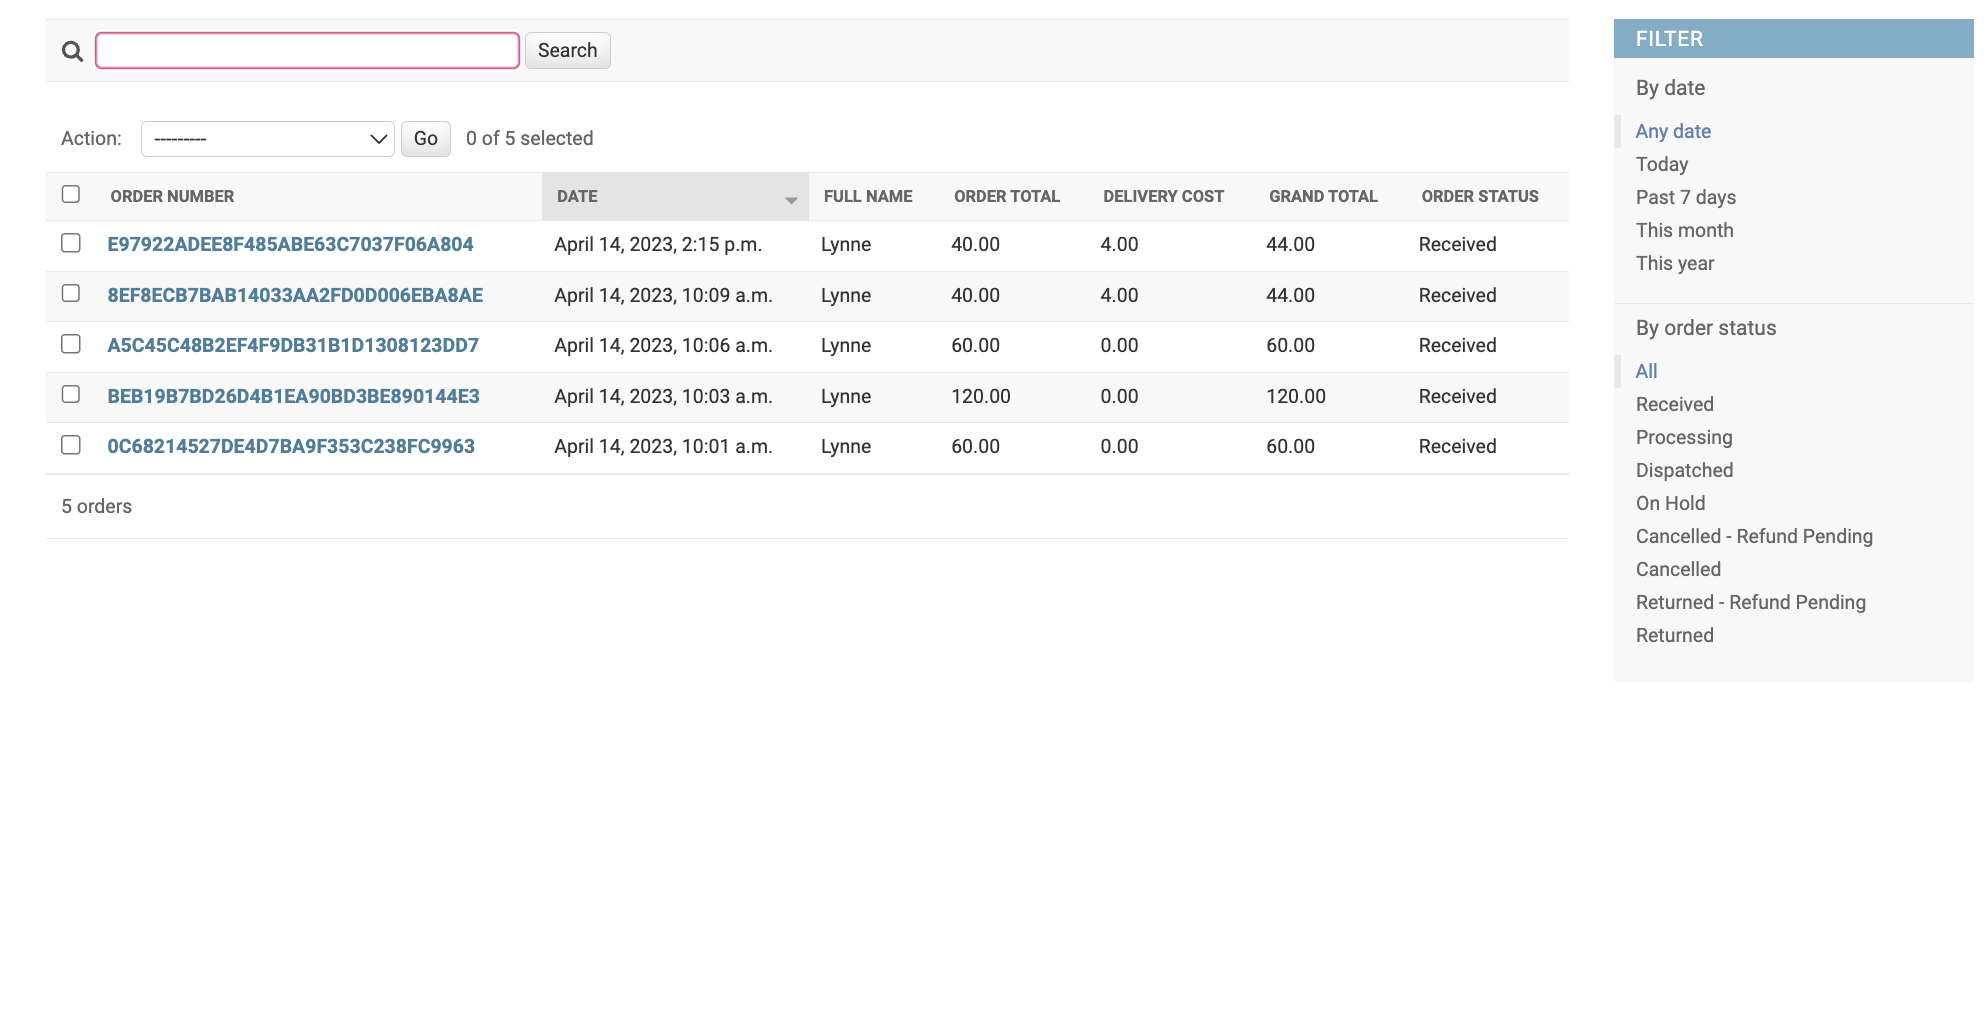 Search
Action: --------- Go 0 of 5 selected
ORDER NUMBER DATE FULL NAME ORDER TOTAL DELIVERY COST GRAND TOTAL ORDER STATUS
E97922ADEE8F485ABE63C7037F06A804 April 14, 2023, 2:15 p.m. Lynne 40.00 4.00 44.00 Received
8EF8ECB7BAB14033AA2FD0D006EBA8AE April 14, 2023, 10:09 a.m. Lynne 40.00 4.00 44.00 Received
A5C45C48B2EF4F9DB31B1D1308123DD7 April 14, 2023, 10:06 a.m. Lynne 60.00 0.00 60.00 Received
BEB19B7BD26D4B1EA90BD3BE890144E3 April 14, 2023, 10:03 a.m. Lynne 120.00 0.00 120.00 Received
0C68214527DE4D7BA9F353C238FC9963 April 14, 2023, 10:01 a.m. Lynne 60.00 0.00 60.00 Received
5 orders
FILTER
By date
Any date
Today
Past 7 days
This month
This year
By order status
All
Received
Processing
Dispatched
On Hold
Cancelled - Refund Pending
Cancelled
Returned - Refund Pending
Returned